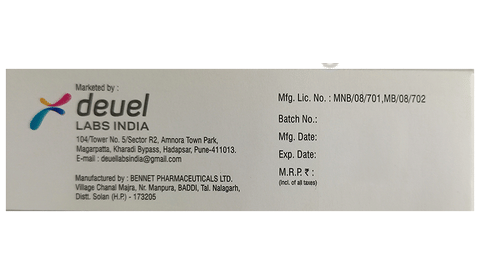 Marketed by :
deuel
LABS INDIA
104/Tower No. 5/Sector R2, Amnora Town Park,
Magarpatta, Kharadi Bypass, Hadapsar, Pune-411013.
E-mail : deuellabsindia@gmail.com
Manufactured by : BENNET PHARMACEUTICALS LTD.
Village Chanal Majra, Nr. Manpura, BADDI, Tal. Nalagarh,
Distt. Solan (H.P.) - 173205
Mfg. Lic. No. : MNB/08/701,MB/08/702
Batch No.:
Mfg. Date:
Exp. Date:
M.R.P. ₹ :
(incl. of all taxes)